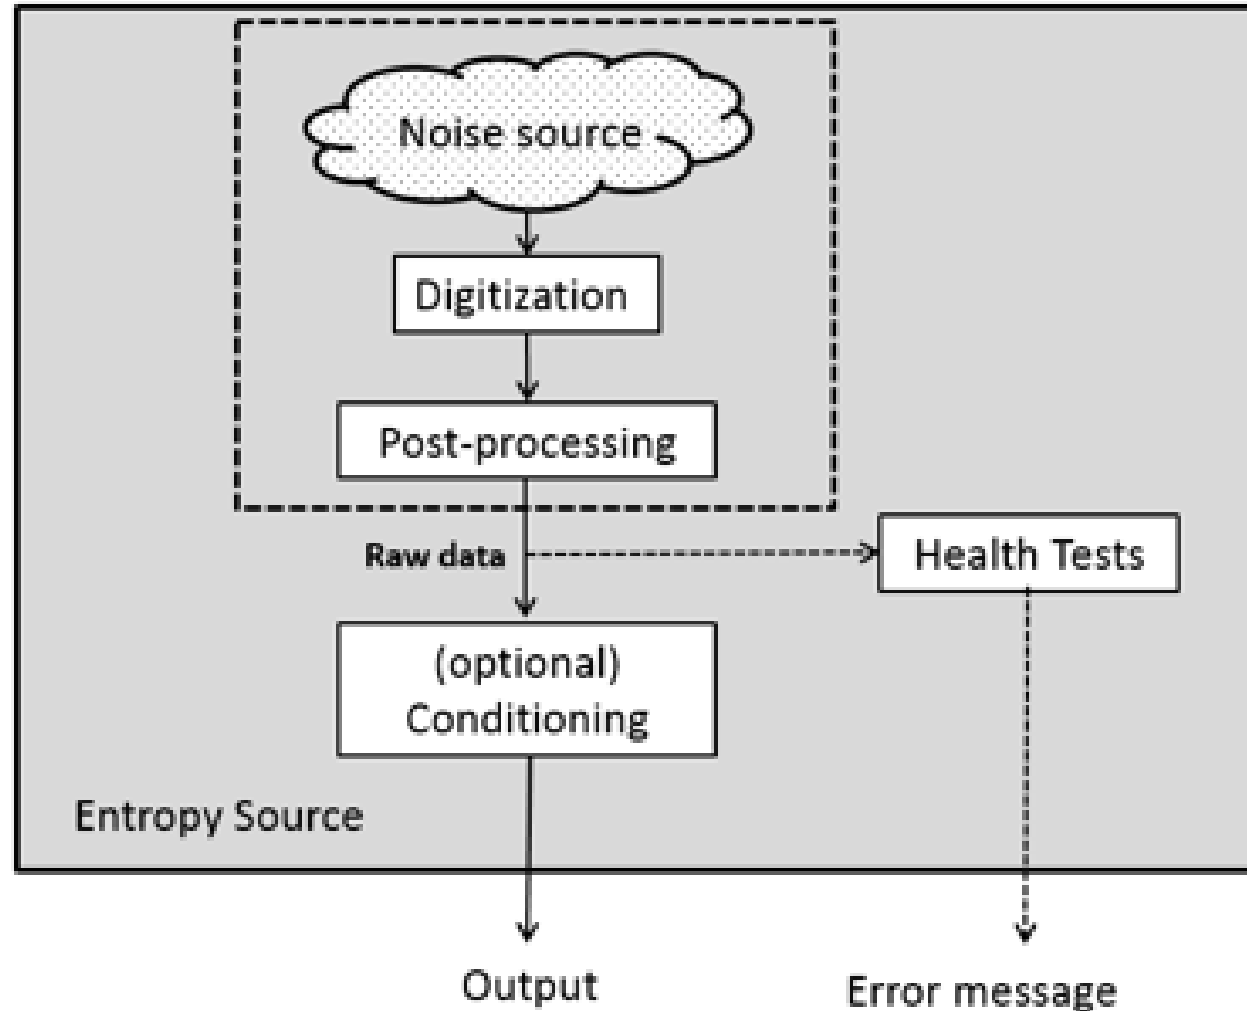 Noise source
Digitization
Post-processing
Raw data
Health Tests
(optional)
Conditioning
Entropy Source
Output
Error message